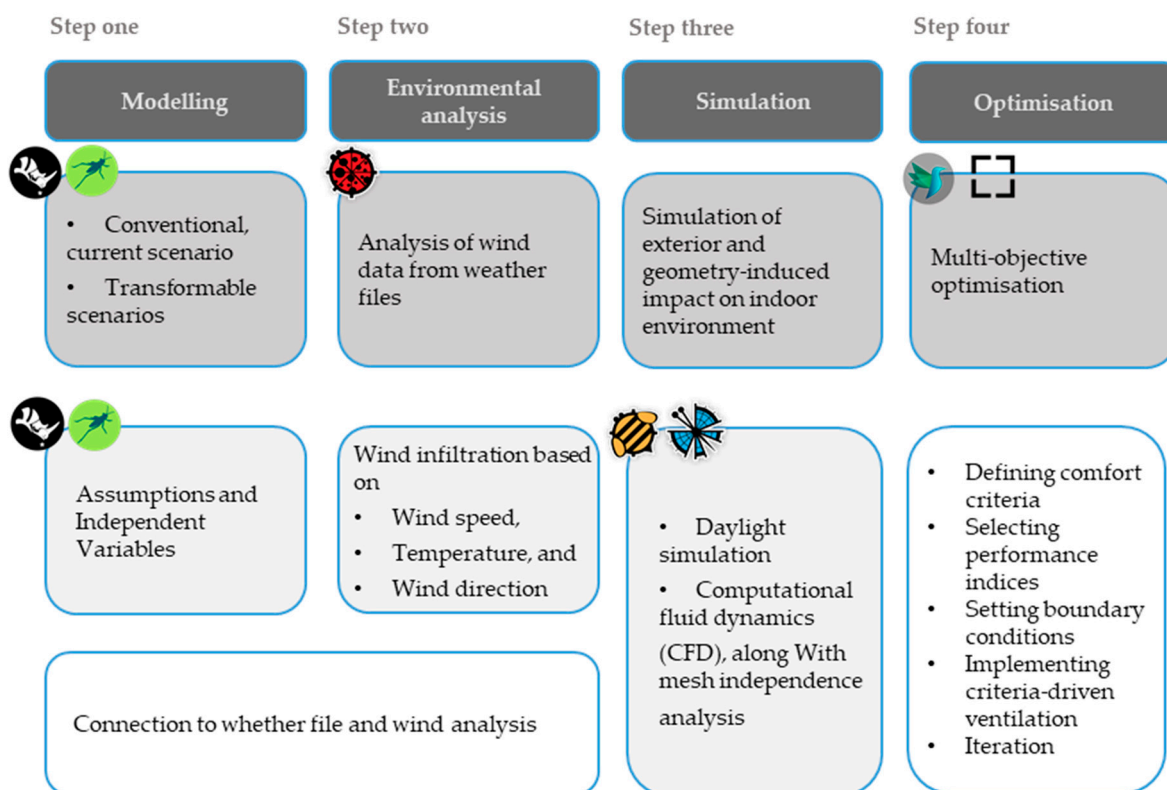 Step one
Step two
Step three
Step four
Modelling
Environmental
analysis
Simulation
Optimisation
• Conventional,
current scenario
• Transformable
scenarios
Analysis of wind
data from weather
files
Simulation of
exterior and
geometry-induced
impact on indoor
environment
Multi-objective
optimisation
Assumptions and
Independent
Variables
Wind infiltration based
on
• Wind speed,
• Temperature, and
• Wind direction
Connection to whether file and wind analysis
• Daylight
simulation
• Computational
fluid dynamics
(CFD), along With
mesh independence
analysis
• Defining comfort
criteria
• Selecting
performance
indices
• Setting boundary
conditions
• Implementing
criteria-driven
ventilation
• Iteration